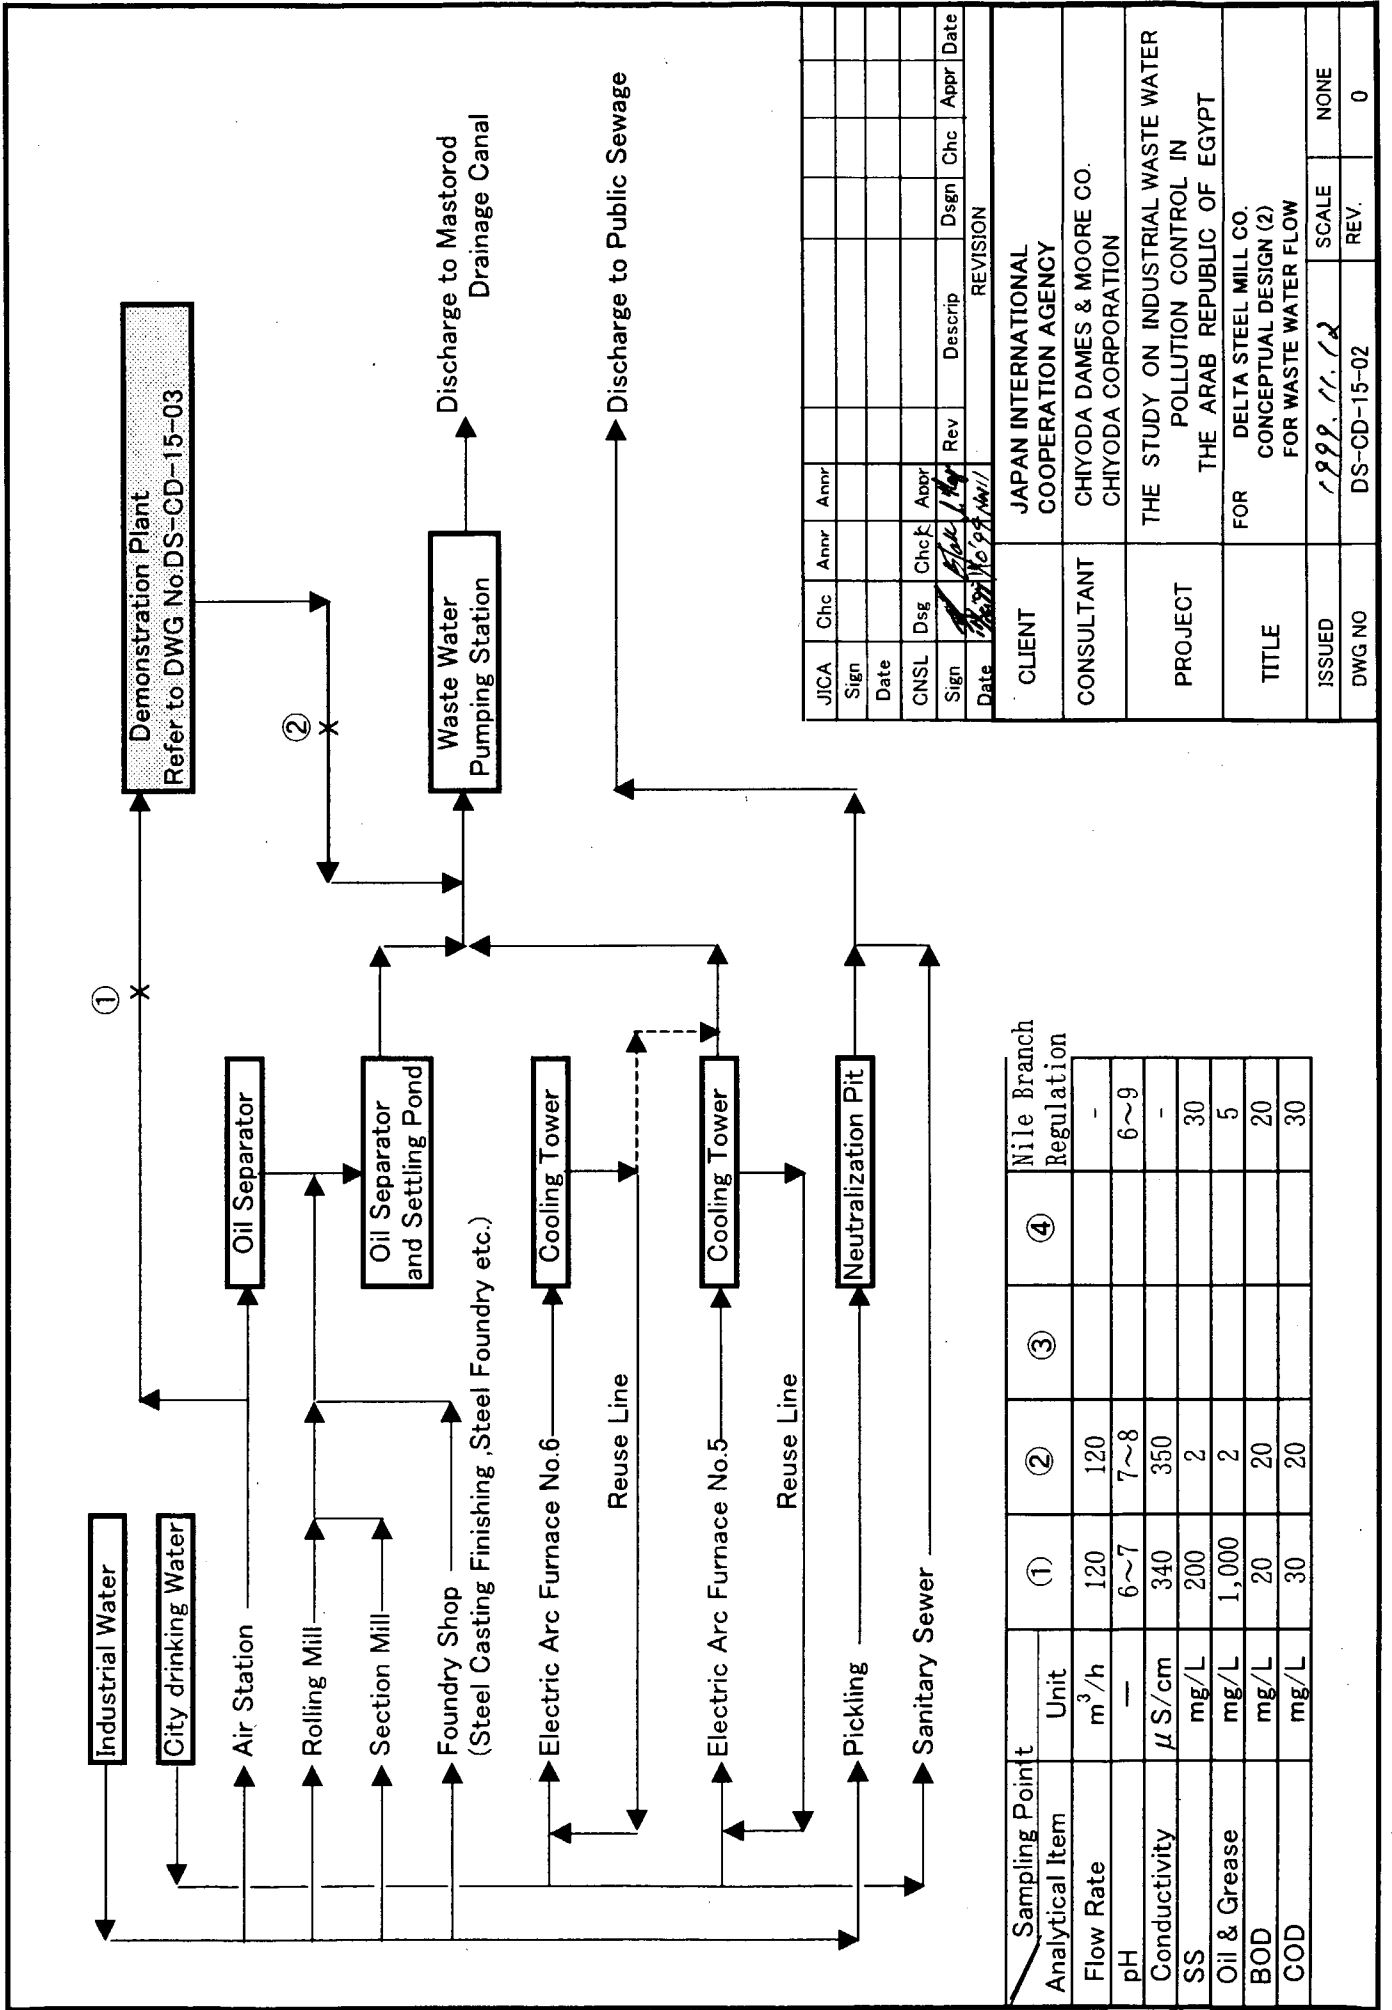 Industrial Water
City drinking Water
Air Station
Rolling Mill
Section Mill
Foundry Shop
(Steel Casting Finishing ,Steel Foundry etc.)
Electric Arc Furnace No.6
Reuse Line
Electric Arc Furnace No.5
Reuse Line
Pickling
Sanitary Sewer
①
Oil Separator
Oil Separator
and Settling Pond
Cooling Tower
Cooling Tower
Neutralization Pit
Demonstration Plant
Refer to DWG No.DS-CD-15-03
②
Waste Water
Pumping Station
Discharge to Mastorod
Drainage Canal
Discharge to Public Sewage
Sampling Point ① ② ③ ④ Nile Branch
Analytical Item Unit Regulation
Flow Rate m³/h 120 120 -
pH — 6~7 7~8 6~9
Conductivity μS/cm 340 350 -
SS mg/L 200 2 30
Oil & Grease mg/L 1,000 2 5
BOD mg/L 20 20 20
COD mg/L 30 20 30
JICA Chc Annr Annr
Sign
Date
CNSL Dsg Chck Appr
Sign Rev Descrip Dsgn Chc Appr Date
Date REVISION
CLIENT JAPAN INTERNATIONAL
COOPERATION AGENCY
CONSULTANT CHIYODA DAMES & MOORE CO.
CHIYODA CORPORATION
PROJECT THE STUDY ON INDUSTRIAL WASTE WATER
POLLUTION CONTROL IN
THE ARAB REPUBLIC OF EGYPT
TITLE FOR DELTA STEEL MILL CO.
CONCEPTUAL DESIGN (2)
FOR WASTE WATER FLOW
ISSUED 1999.11.12 SCALE NONE
DWG NO DS-CD-15-02 REV. 0